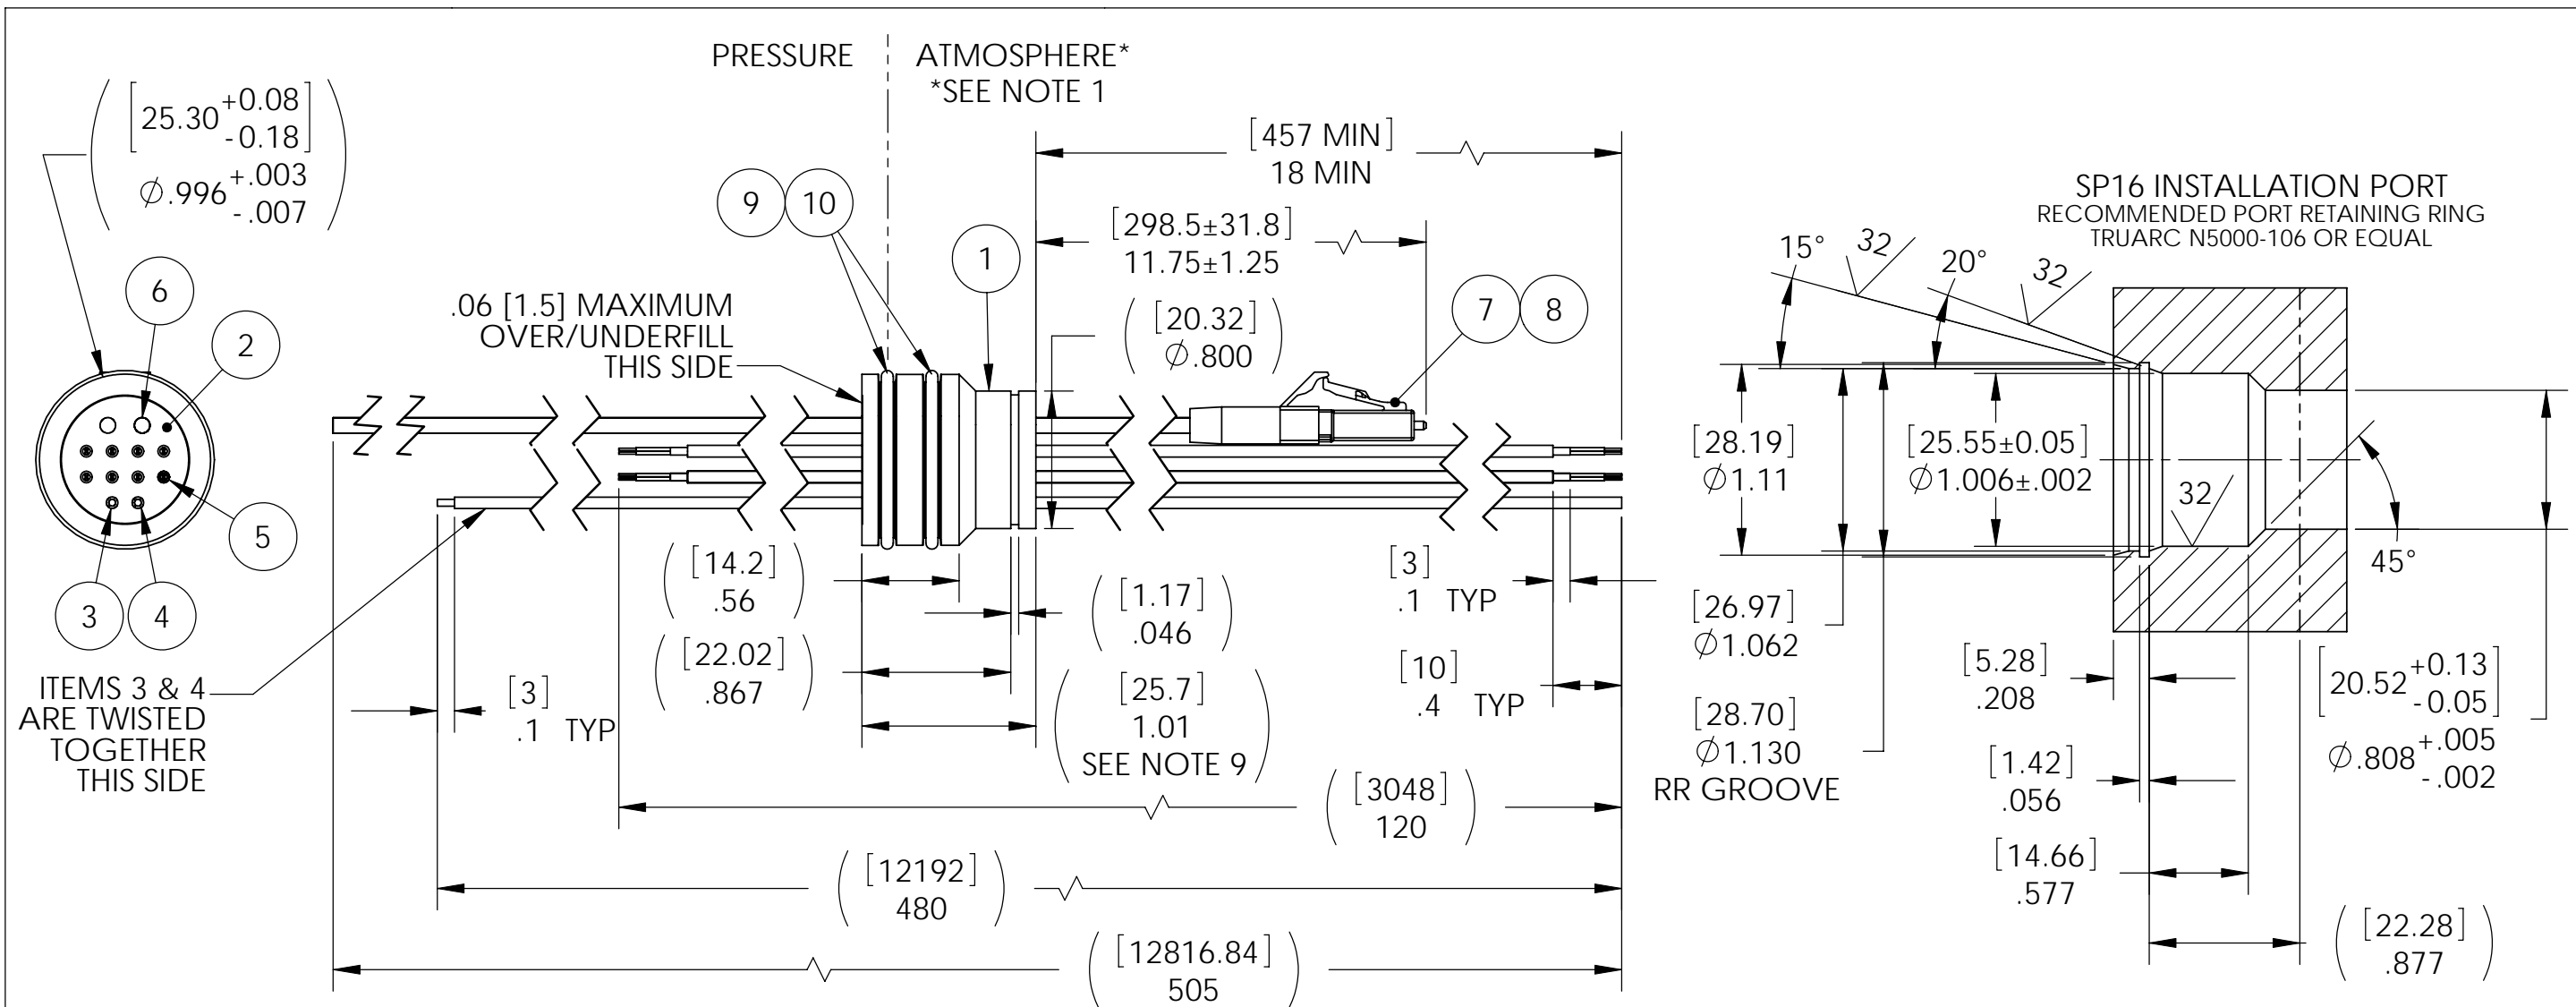 PRESSURE
ATMOSPHERE*
*SEE NOTE 1
[25.30 +0.08 -0.18]
∅.996 +.003 -.007
6
2
5
3
4
ITEMS 3 & 4
ARE TWISTED
TOGETHER
THIS SIDE
9
10
1
.06 [1.5] MAXIMUM
OVER/UNDERFILL
THIS SIDE
[457 MIN]
18 MIN
[298.5±31.8]
11.75±1.25
[20.32]
∅.800
7
8
[14.2]
.56
[22.02]
.867
[1.17]
.046
[25.7]
1.01
SEE NOTE 9
[3]
.1 TYP
[3]
.1 TYP
[10]
.4 TYP
[3048]
120
[12192]
480
[12816.84]
505
SP16 INSTALLATION PORT
RECOMMENDED PORT RETAINING RING
TRUARC N5000-106 OR EQUAL
15°
32
20°
32
[28.19]
∅1.11
[25.55±0.05]
∅1.006±.002
32
45°
[26.97]
∅1.062
[28.70]
∅1.130
RR GROOVE
[5.28]
.208
[1.42]
.056
[14.66]
.577
[20.52 +0.13 -0.05]
∅.808 +.005 -.002
[22.28]
.877